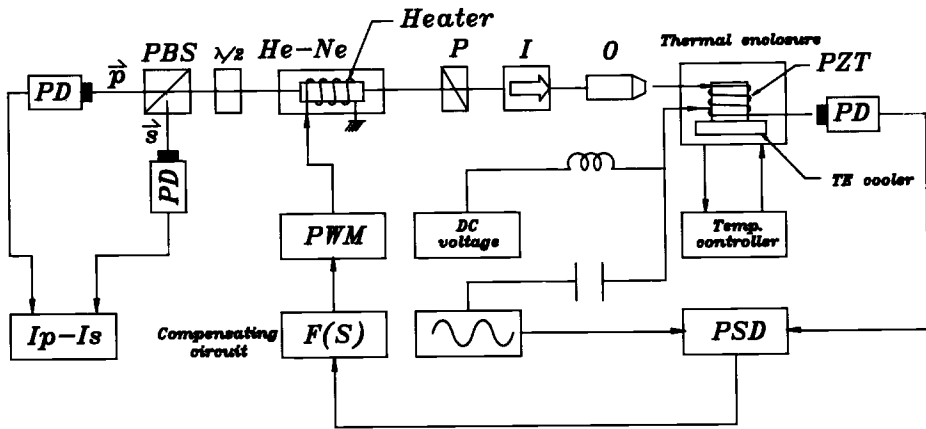 Heater
PBS
λ/2
He-Ne
P
I
O
Thermal enclosure
PZT
PD
p
PD
s
PD
TE cooler
PWM
DC
voltage
Temp.
controller
Ip-Is
Compensating
circuit
F(S)
PSD